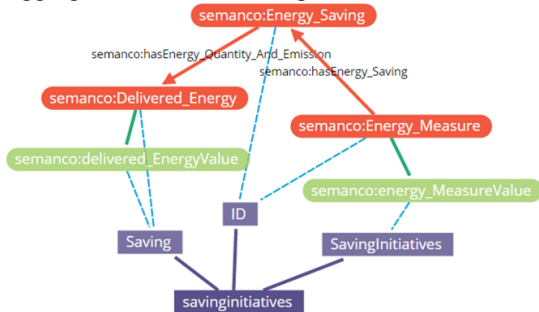 semanco:Energy_Saving
semanco:hasEnergy_Quantity_And_Emission
semanco:hasEnergy_Saving
semanco:Delivered_Energy
semanco:Energy_Measure
semanco:delivered_EnergyValue
semanco:energy_MeasureValue
ID
Saving
SavingInitiatives
savinginitiatives